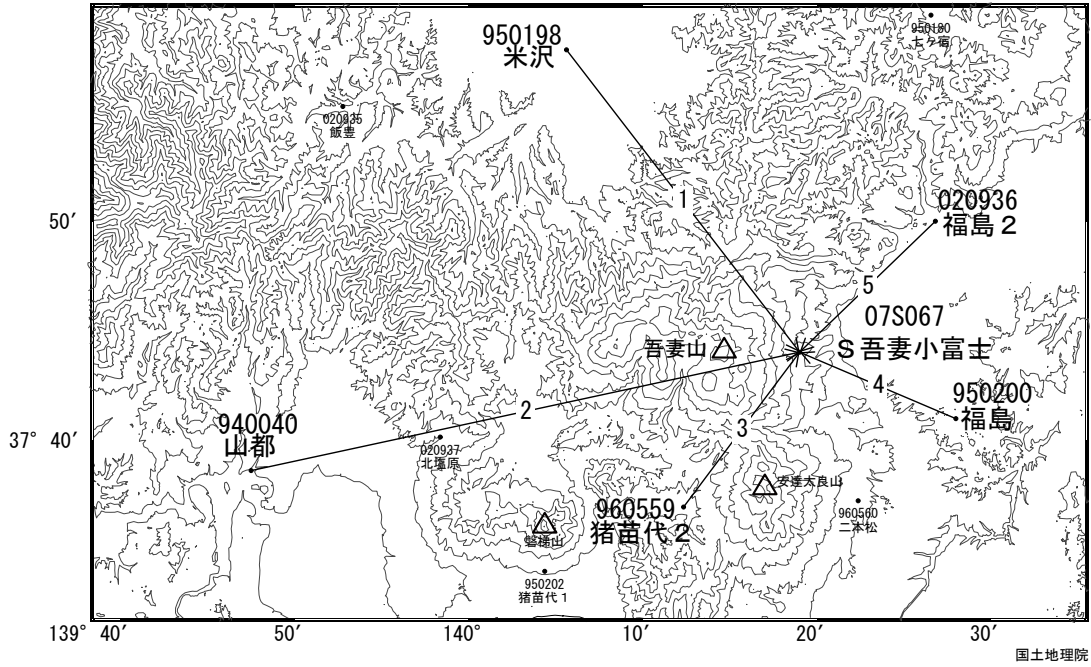 950198
米沢
950180
七ヶ宿
020935
飯豊
1
50′
020936
福島２
5
07S067
Ｓ吾妻小富士
吾妻山
4
950200
福島
2
940040
山都
3
37° 40′
020937
北塩原
安達太良山
960559
猪苗代２
960560
二本松
磐梯山
950202
猪苗代１
139° 40′
50′
140°
10′
20′
30′
国土地理院